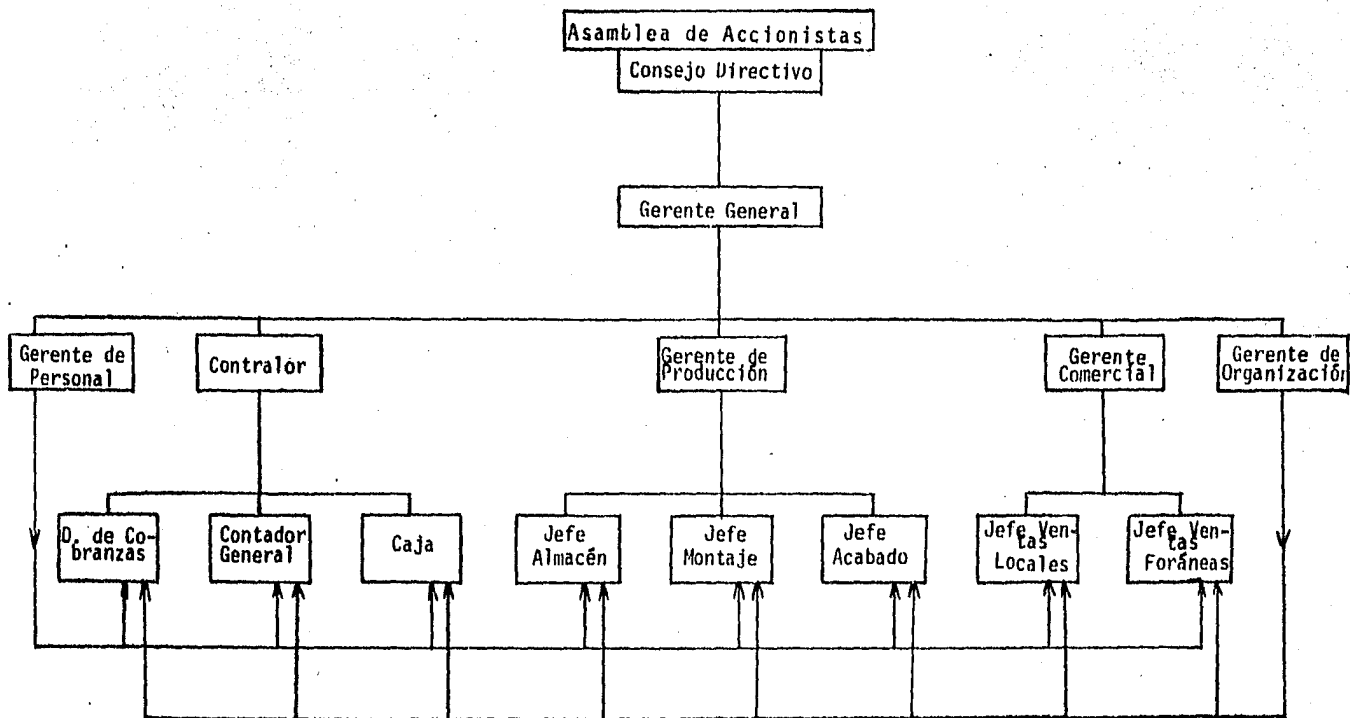 Asamblea de Accionistas
Consejo Directivo
Gerente General
Gerente de
Personal
Contralor
Gerente de
Producción
Gerente
Comercial
Gerente de
Organización
D. de Co-
branzas
Contador
General
Caja
Jefe
Almacén
Jefe
Montaje
Jefe
Acabado
Jefe Ven-
tas
Locales
Jefe Ven-
tas
Foráneas